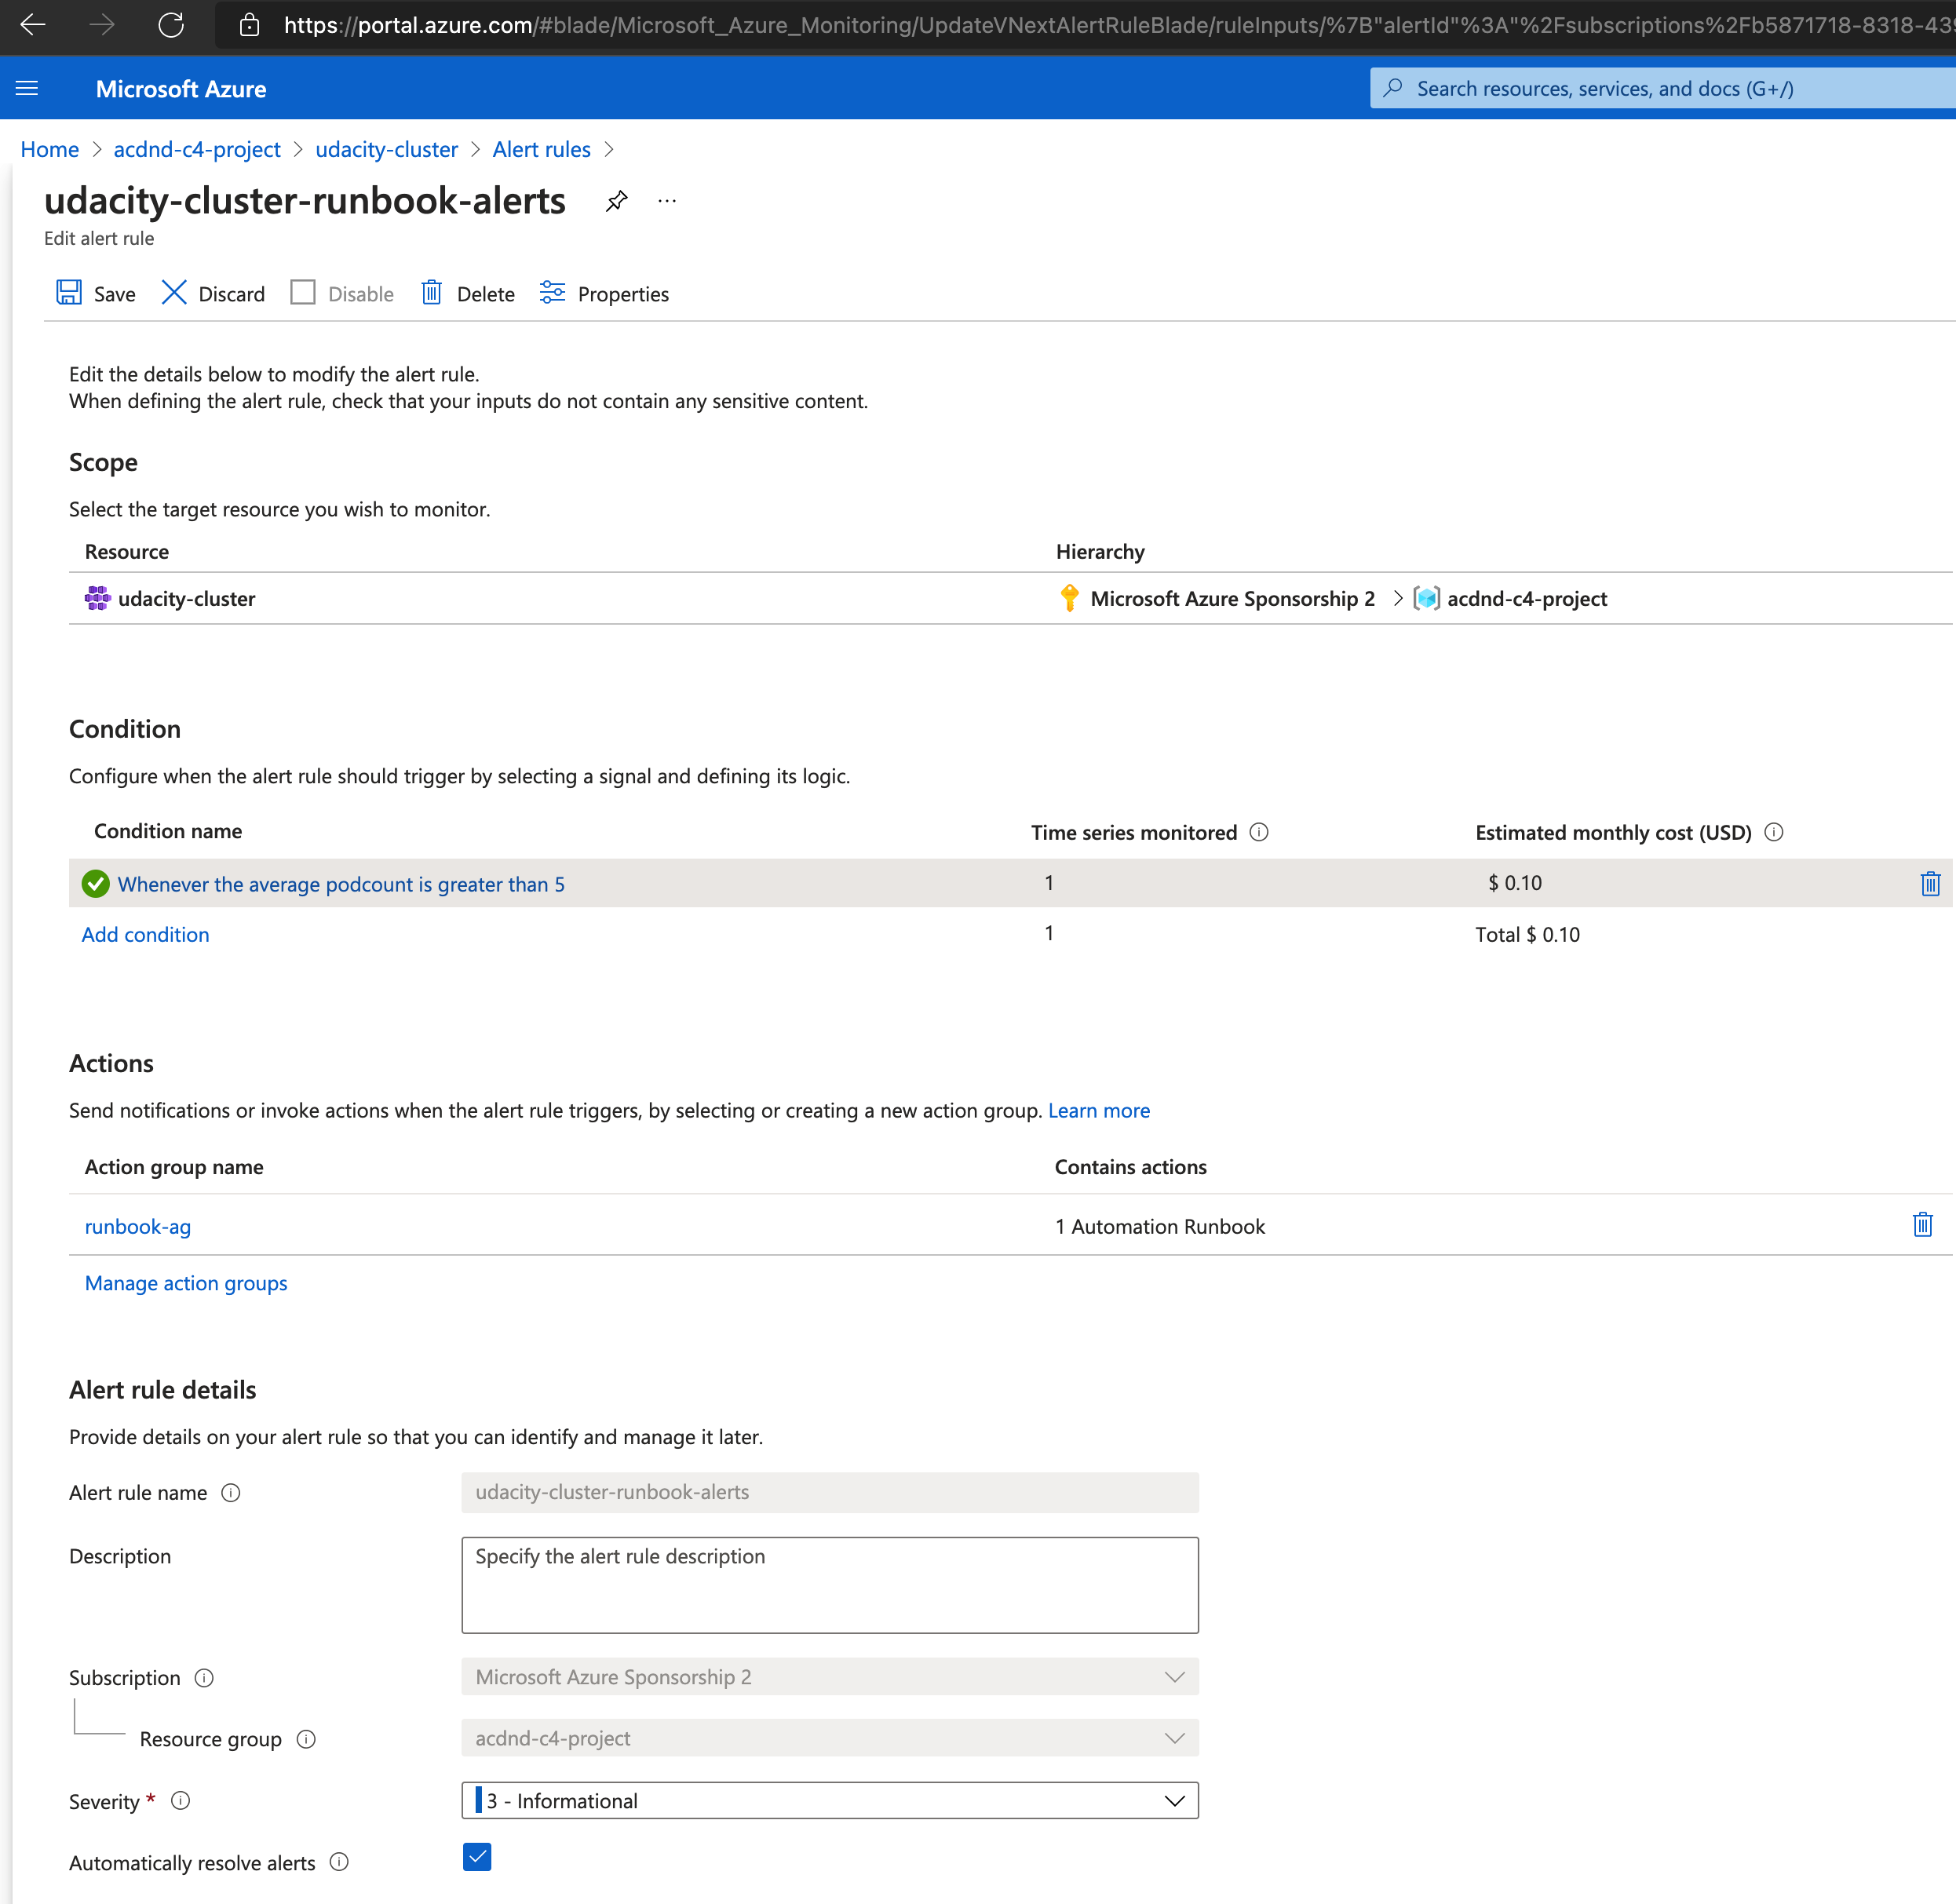 https://portal.azure.com/#blade/Microsoft_Azure_Monitoring/UpdateVNextAlertRuleBlade/ruleInputs/%7B"alertId"%3A"%2Fsubscriptions%2Fb5871718-8318-439
Microsoft Azure
Search resources, services, and docs (G+/)
Home > acdnd-c4-project > udacity-cluster > Alert rules >
udacity-cluster-runbook-alerts ...
Edit alert rule
Save Discard Disable Delete Properties
Edit the details below to modify the alert rule.
When defining the alert rule, check that your inputs do not contain any sensitive content.
Scope
Select the target resource you wish to monitor.
Resource Hierarchy
udacity-cluster Microsoft Azure Sponsorship 2 > acdnd-c4-project
Condition
Configure when the alert rule should trigger by selecting a signal and defining its logic.
Condition name Time series monitored Estimated monthly cost (USD)
Whenever the average podcount is greater than 5 1 $ 0.10
Add condition 1 Total $ 0.10
Actions
Send notifications or invoke actions when the alert rule triggers, by selecting or creating a new action group. Learn more
Action group name Contains actions
runbook-ag 1 Automation Runbook
Manage action groups
Alert rule details
Provide details on your alert rule so that you can identify and manage it later.
Alert rule name udacity-cluster-runbook-alerts
Description Specify the alert rule description
Subscription Microsoft Azure Sponsorship 2
Resource group acdnd-c4-project
Severity * 3 - Informational
Automatically resolve alerts